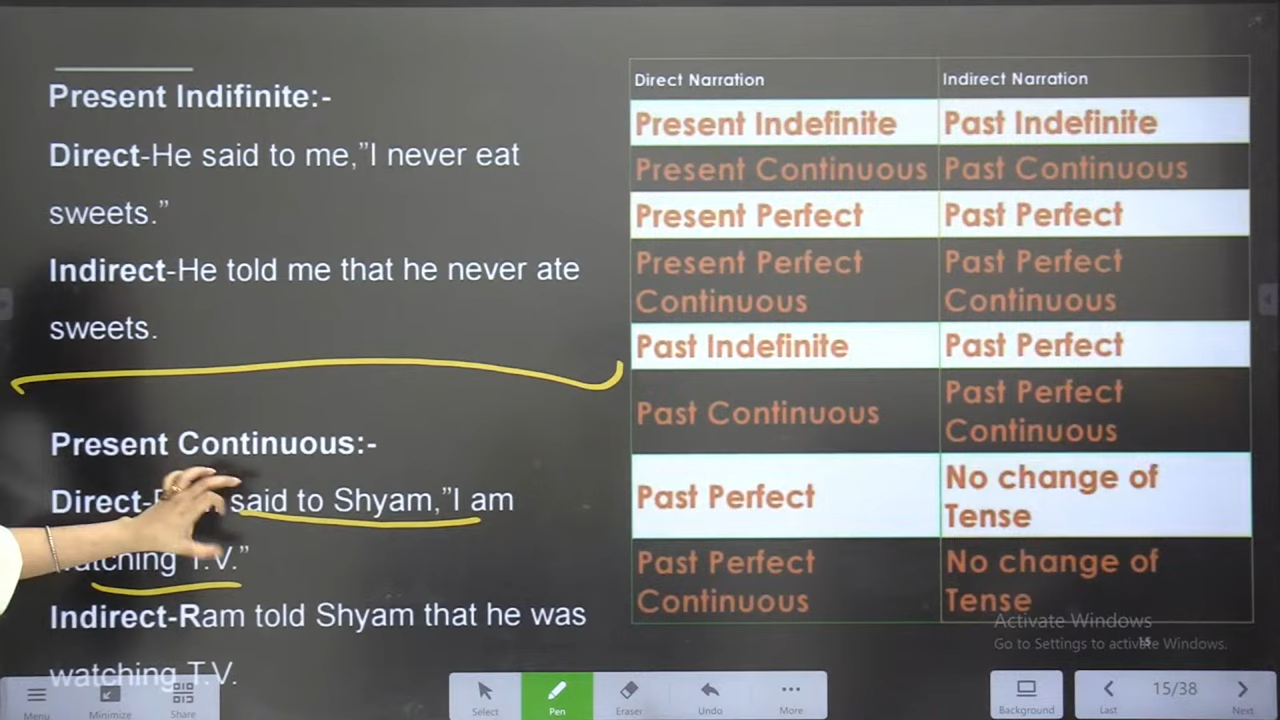 Present Indifinite:-
Direct-He said to me,”I never eat
sweets.”
Indirect-He told me that he never ate
sweets.
Present Continuous:-
Direct- said to Shyam,”I am
T.V.”
Indirect-Ram told Shyam that he was
watching T.V.
Direct Narration Indirect Narration
Present Indefinite Past Indefinite
Present Continuous Past Continuous
Present Perfect Past Perfect
Present Perfect Past Perfect
Continuous Continuous
Past Indefinite Past Perfect
Past Continuous Past Perfect
Continuous
Past Perfect No change of
Tense
Past Perfect No change of
Continuous Tense
Activate Windows
Go to Settings to activate Windows.
15
Menu Minimize Share
Select Pen Eraser Undo More
Background
Last 15/38 Next